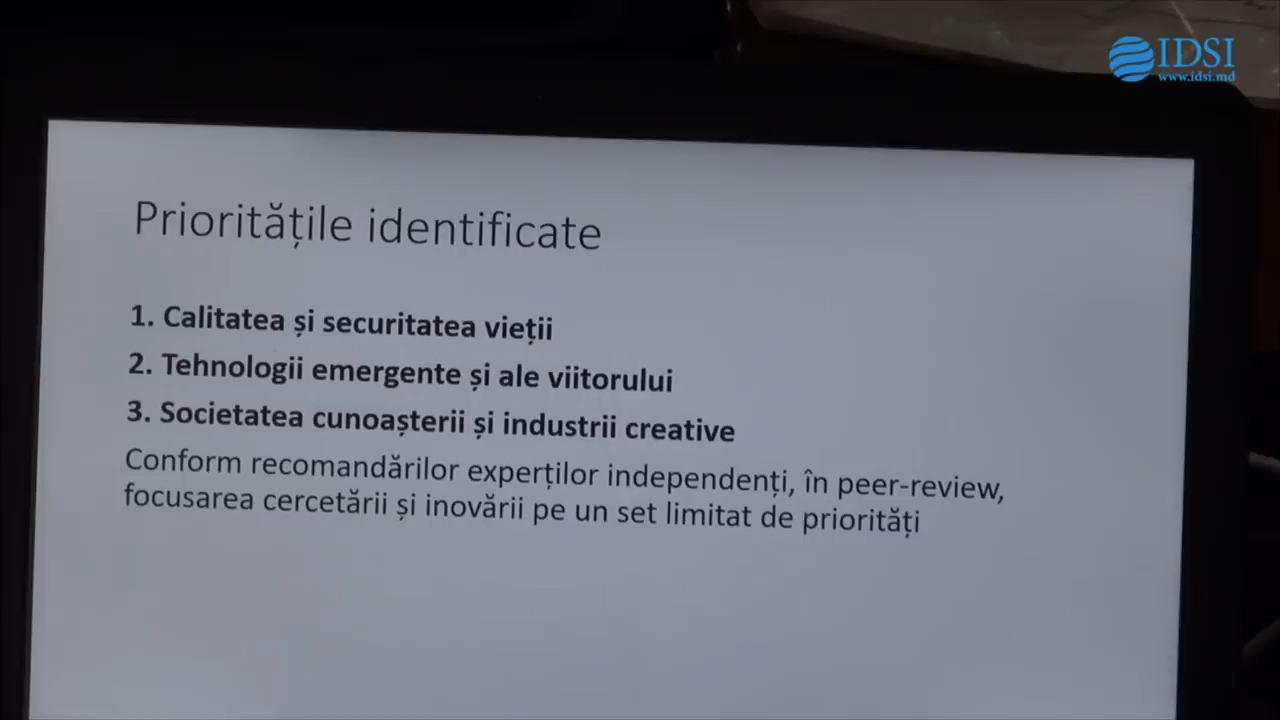 IDSI
www.idsi.md
Prioritățile identificate
1. Calitatea și securitatea vieții
2. Tehnologii emergente și ale viitorului
3. Societatea cunoașterii și industrii creative
Conform recomandărilor experților independenți, în peer-review,
focusarea cercetării și inovării pe un set limitat de priorități